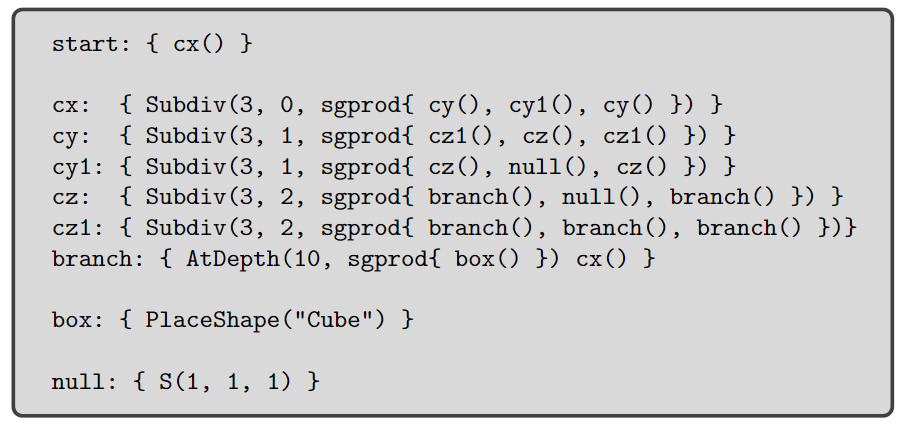 start: { cx() }
cx:  { Subdiv(3, 0, sgprod{ cy(), cy1(), cy() }) }
cy:  { Subdiv(3, 1, sgprod{ cz1(), cz(), cz1() }) }
cy1: { Subdiv(3, 1, sgprod{ cz(), null(), cz() }) }
cz:  { Subdiv(3, 2, sgprod{ branch(), null(), branch() }) }
cz1: { Subdiv(3, 2, sgprod{ branch(), branch(), branch() })}
branch: { AtDepth(10, sgprod{ box() }) cx() }
box: { PlaceShape("Cube") }
null: { S(1, 1, 1) }